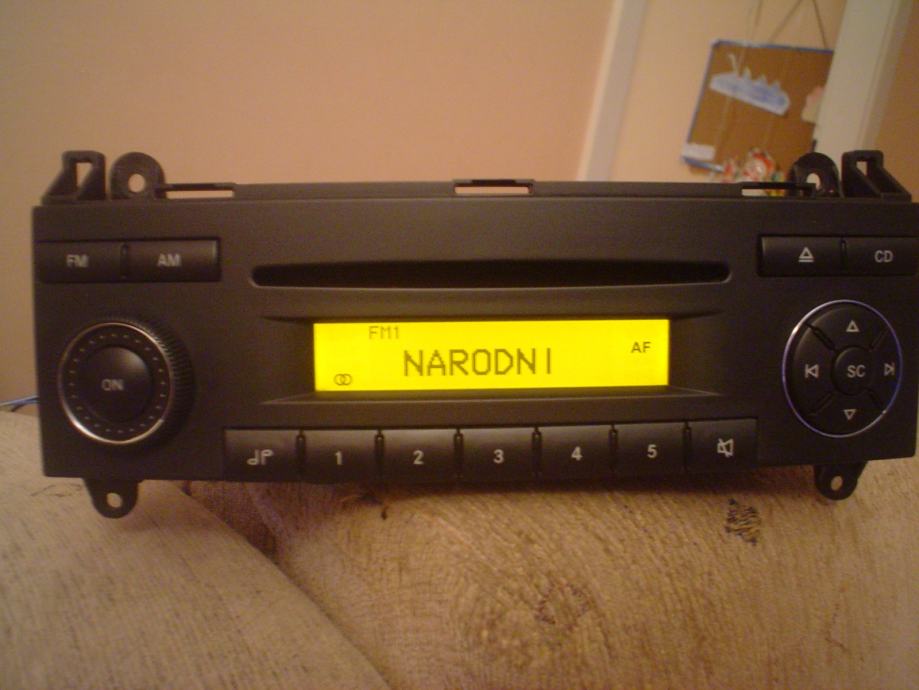 FM AM
CD
FM1
NARODNI
AF
ON
SC
1 2 3 4 5